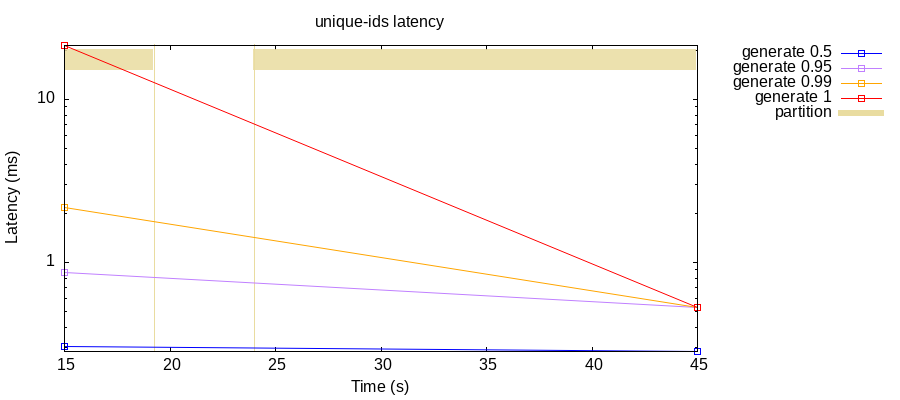 unique-ids latency
generate 0.5
generate 0.95
generate 0.99
generate 1
partition
10
1
Latency (ms)
15 20 25 30 35 40 45
Time (s)